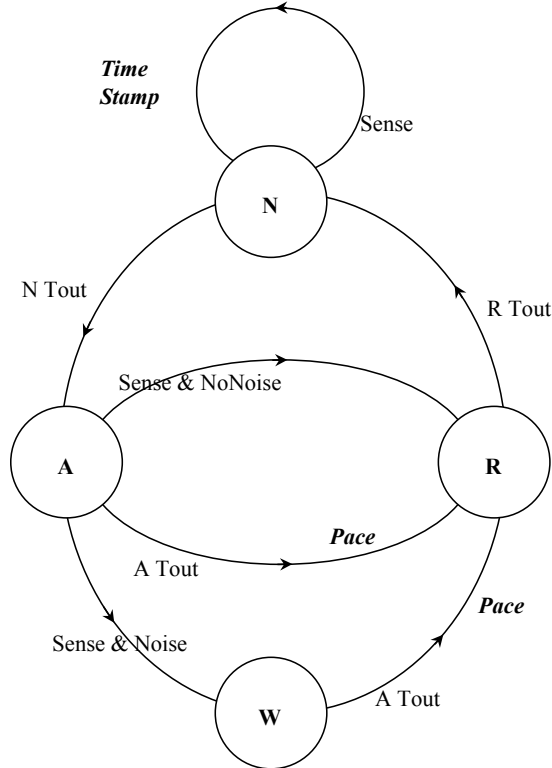 Time
Stamp
Sense
N
N Tout
R Tout
Sense & NoNoise
A
R
Pace
A Tout
Pace
Sense & Noise
A Tout
W